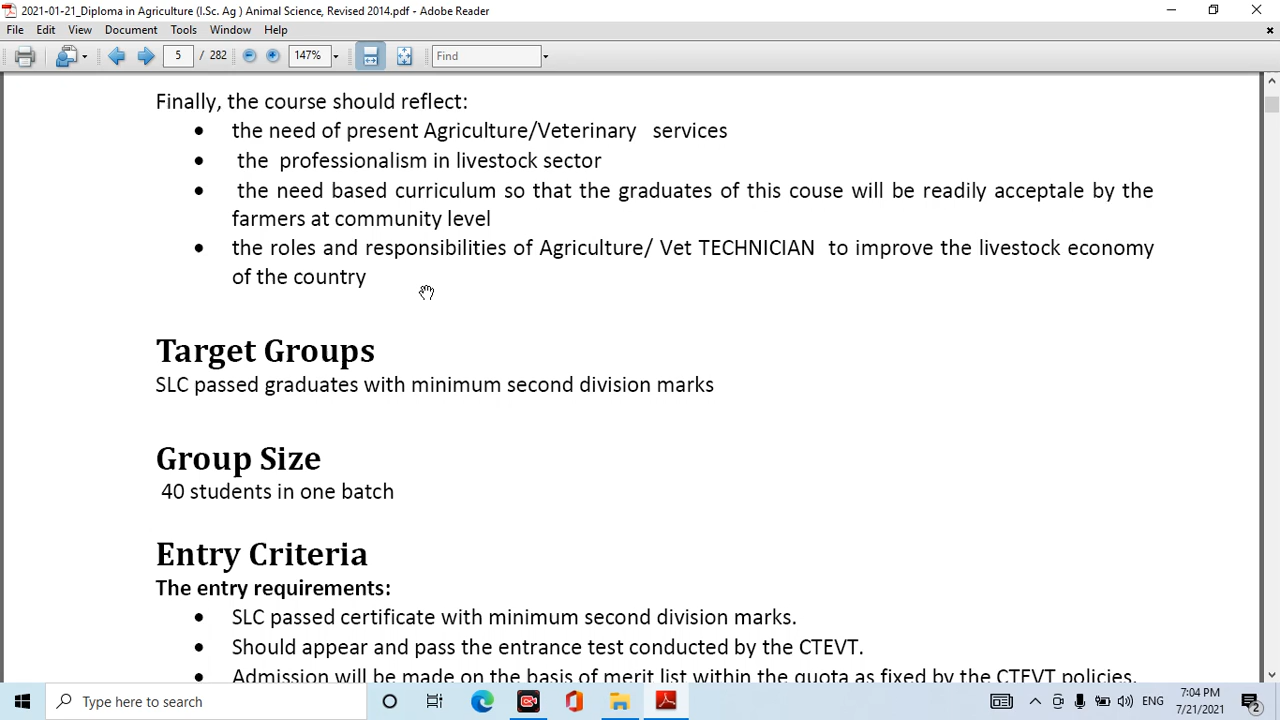 2021-01-21_Diploma in Agriculture (I.Sc. Ag ) Animal Science, Revised 2014.pdf - Adobe Reader
File Edit View Document Tools Window Help
5 / 282 147% Find
Finally, the course should reflect:
• the need of present Agriculture/Veterinary services
• the professionalism in livestock sector
• the need based curriculum so that the graduates of this couse will be readily acceptale by the
farmers at community level
• the roles and responsibilities of Agriculture/ Vet TECHNICIAN to improve the livestock economy
of the country
Target Groups
SLC passed graduates with minimum second division marks
Group Size
40 students in one batch
Entry Criteria
The entry requirements:
• SLC passed certificate with minimum second division marks.
• Should appear and pass the entrance test conducted by the CTEVT.
• Admission will be made on the basis of merit list within the quota as fixed by the CTEVT policies.
Type here to search
ENG
7:04 PM
7/21/2021
2